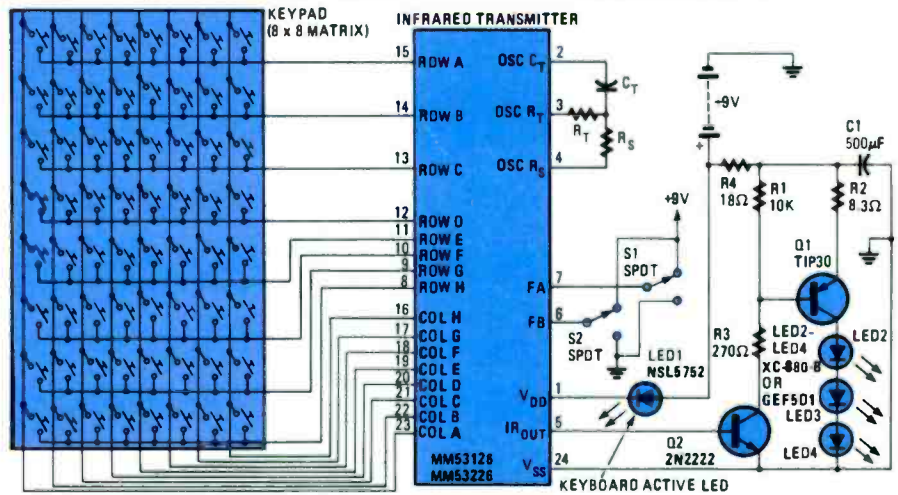 KEYPAD
(8 x 8 MATRIX)
INFRARED TRANSMITTER
15
ROW A
14
ROW B
13
ROW C
12
ROW D
11
ROW E
10
ROW F
9
ROW G
8
ROW H
16
COL H
17
COL G
18
COL F
19
COL E
20
COL D
21
COL C
22
COL B
23
COL A
OSC CT
2
OSC RT
3
OSC RS
4
FA
7
FB
6
VDD
1
IROUT
5
VSS
24
MM53126
MM53226
CT
RT
RS
+9V
+
+9V
S1
SPDT
S2
SPDT
LED1
NSL5752
KEYBOARD ACTIVE LED
R4
18Ω
R1
10K
R2
8.3Ω
C1
500µF
+
Q1
TIP30
R3
270Ω
LED2-
LED4
XC-880-B
OR
GEF5D1
LED2
LED3
LED4
Q2
2N2222